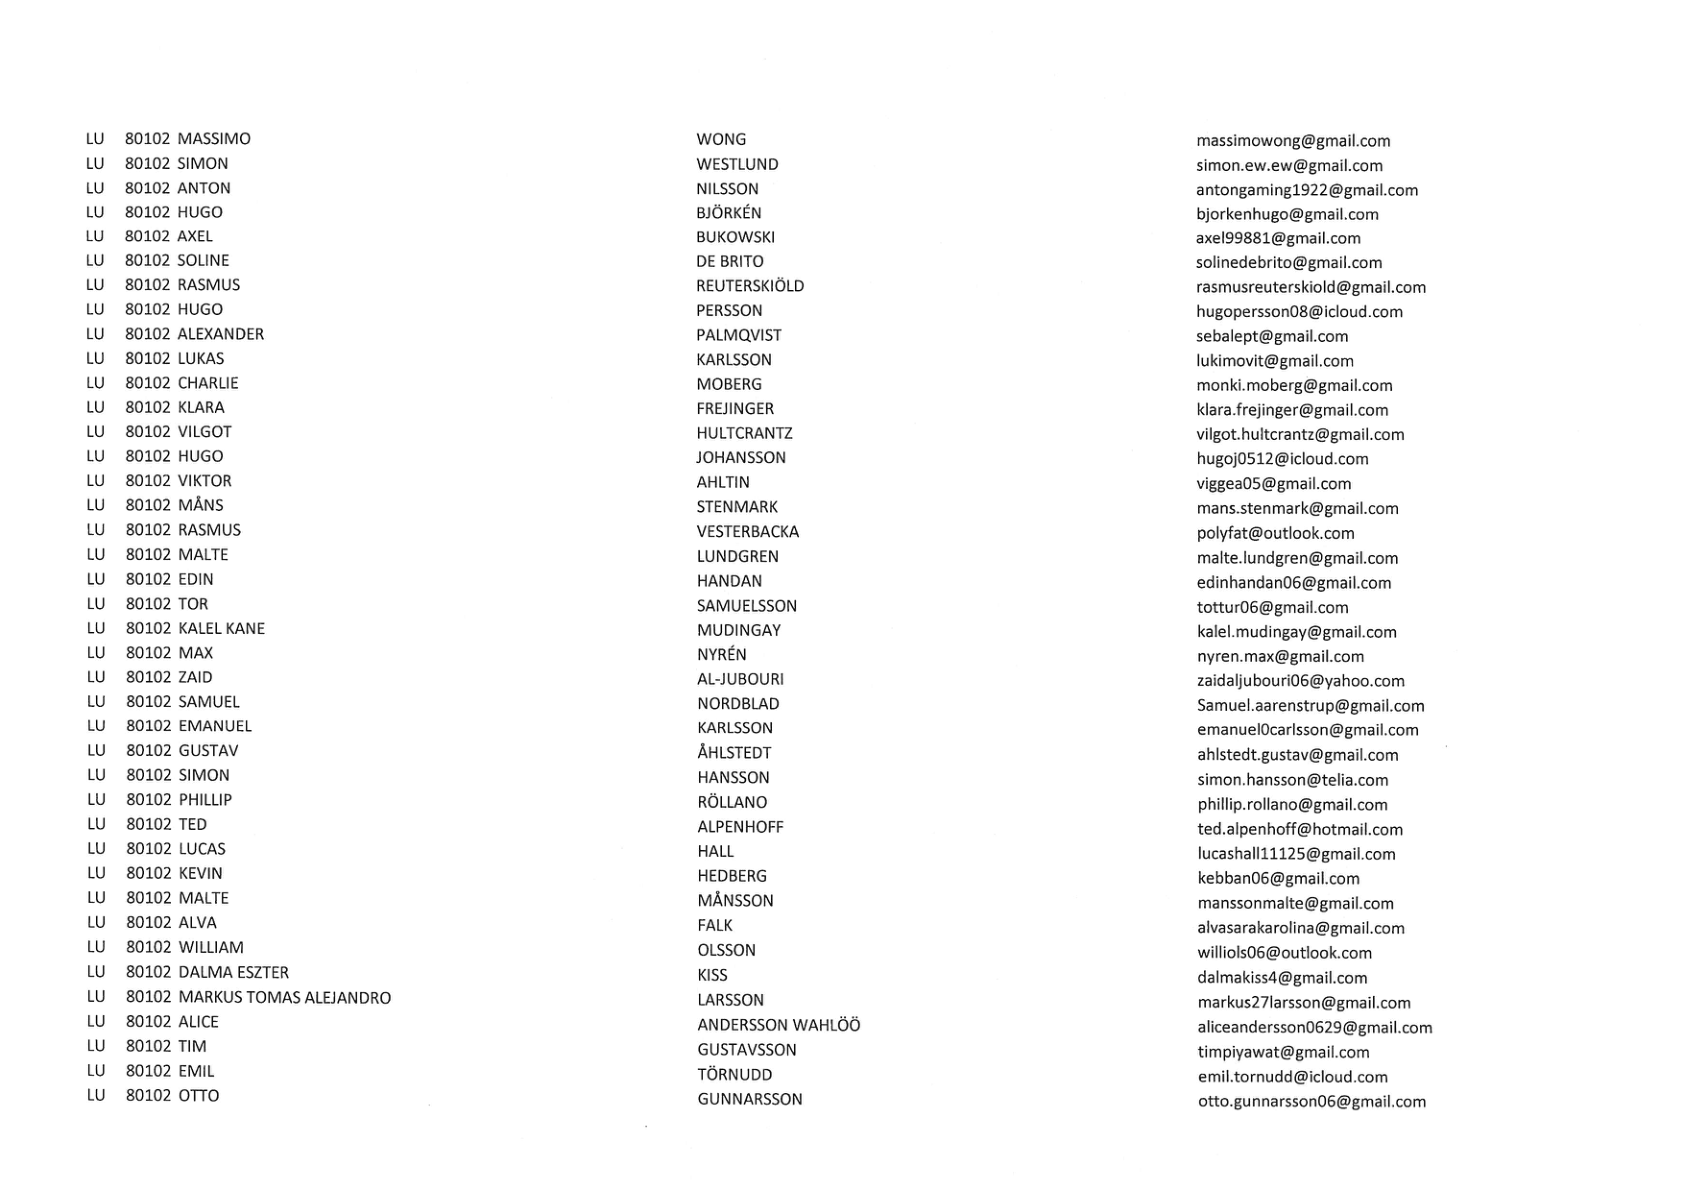 LU 80102 MASSIMO WONG massimowong@gmail.com
LU 80102 SIMON WESTLUND simon.ew.ew@gmail.com
LU 80102 ANTON NILSSON antongaming1922@gmail.com
LU 80102 HUGO BJÖRKÉN bjorkenhugo@gmail.com
LU 80102 AXEL BUKOWSKI axel99881@gmail.com
LU 80102 SOLINE DE BRITO solinedebrito@gmail.com
LU 80102 RASMUS REUTERSKIÖLD rasmusreuterskiold@gmail.com
LU 80102 HUGO PERSSON hugopersson08@icloud.com
LU 80102 ALEXANDER PALMQVIST sebalept@gmail.com
LU 80102 LUKAS KARLSSON lukimovit@gmail.com
LU 80102 CHARLIE MOBERG monki.moberg@gmail.com
LU 80102 KLARA FREJINGER klara.frejinger@gmail.com
LU 80102 VILGOT HULTCRANTZ vilgot.hultcrantz@gmail.com
LU 80102 HUGO JOHANSSON hugoj0512@icloud.com
LU 80102 VIKTOR AHLTIN viggea05@gmail.com
LU 80102 MÅNS STENMARK mans.stenmark@gmail.com
LU 80102 RASMUS VESTERBACKA polyfat@outlook.com
LU 80102 MALTE LUNDGREN malte.lundgren@gmail.com
LU 80102 EDIN HANDAN edinhandan06@gmail.com
LU 80102 TOR SAMUELSSON tottur06@gmail.com
LU 80102 KALEL KANE MUDINGAY kalel.mudingay@gmail.com
LU 80102 MAX NYRÉN nyren.max@gmail.com
LU 80102 ZAID AL-JUBOURI zaidaljubouri06@yahoo.com
LU 80102 SAMUEL NORDBLAD Samuel.aarenstrup@gmail.com
LU 80102 EMANUEL KARLSSON emanuel0carlsson@gmail.com
LU 80102 GUSTAV ÅHLSTEDT ahlstedt.gustav@gmail.com
LU 80102 SIMON HANSSON simon.hansson@telia.com
LU 80102 PHILLIP RÖLLANO phillip.rollano@gmail.com
LU 80102 TED ALPENHOFF ted.alpenhoff@hotmail.com
LU 80102 LUCAS HALL lucashall11125@gmail.com
LU 80102 KEVIN HEDBERG kebban06@gmail.com
LU 80102 MALTE MÅNSSON manssonmalte@gmail.com
LU 80102 ALVA FALK alvasarakarolina@gmail.com
LU 80102 WILLIAM OLSSON williols06@outlook.com
LU 80102 DALMA ESZTER KISS dalmakiss4@gmail.com
LU 80102 MARKUS TOMAS ALEJANDRO LARSSON markus27larsson@gmail.com
LU 80102 ALICE ANDERSSON WAHLÖÖ aliceandersson0629@gmail.com
LU 80102 TIM GUSTAVSSON timpiyawat@gmail.com
LU 80102 EMIL TÖRNUDD emil.tornudd@icloud.com
LU 80102 OTTO GUNNARSSON otto.gunnarsson06@gmail.com